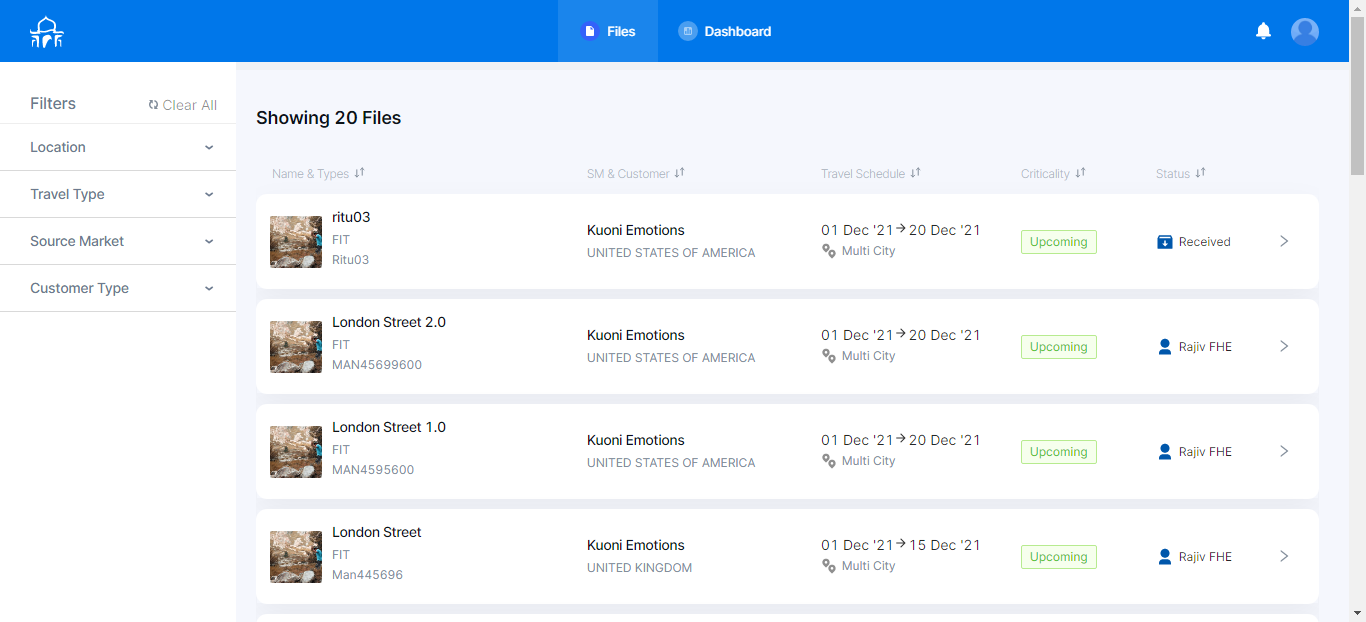 Files
Dashboard
Filters
Clear All
Location
Travel Type
Source Market
Customer Type
Showing 20 Files
Name & Types
SM & Customer
Travel Schedule
Criticality
Status
ritu03
FIT
Ritu03
Kuoni Emotions
UNITED STATES OF AMERICA
01 Dec '21 → 20 Dec '21
Multi City
Upcoming
Received
London Street 2.0
FIT
MAN45699600
Kuoni Emotions
UNITED STATES OF AMERICA
01 Dec '21 → 20 Dec '21
Multi City
Upcoming
Rajiv FHE
London Street 1.0
FIT
MAN4595600
Kuoni Emotions
UNITED STATES OF AMERICA
01 Dec '21 → 20 Dec '21
Multi City
Upcoming
Rajiv FHE
London Street
FIT
Man445696
Kuoni Emotions
UNITED KINGDOM
01 Dec '21 → 15 Dec '21
Multi City
Upcoming
Rajiv FHE